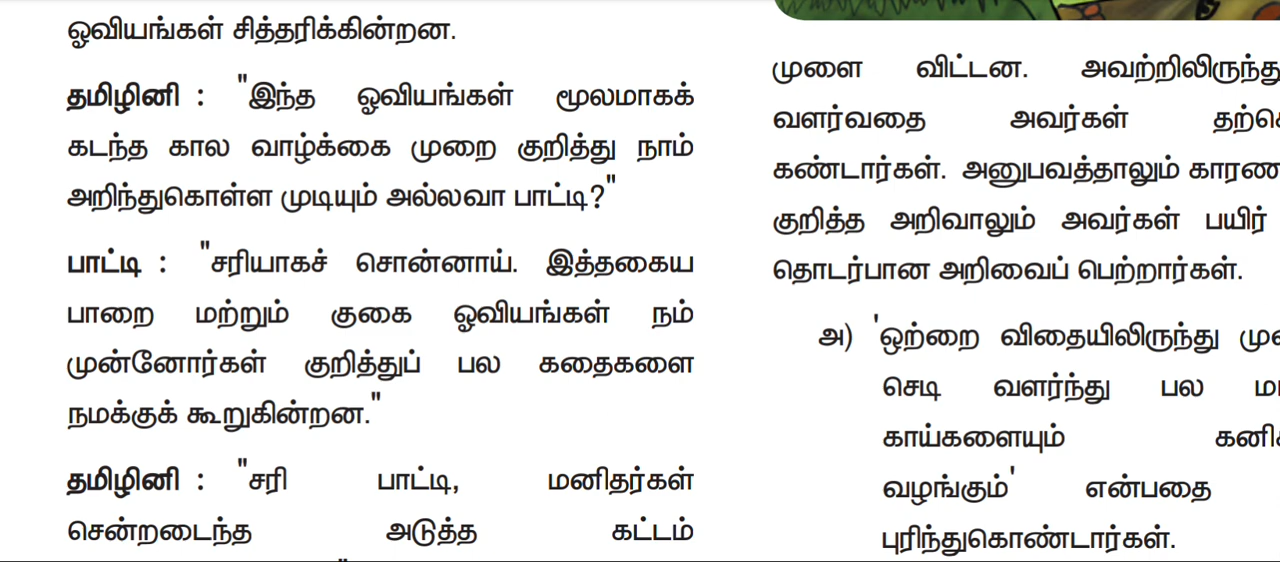 ஓவியங்கள் சித்தரிக்கின்றன.
தமிழினி : "இந்த ஓவியங்கள் மூலமாகக்
கடந்த கால வாழ்க்கை முறை குறித்து நாம்
அறிந்துகொள்ள முடியும் அல்லவா பாட்டி?"
பாட்டி : "சரியாகச் சொன்னாய். இத்தகைய
பாறை மற்றும் குகை ஓவியங்கள் நம்
முன்னோர்கள் குறித்துப் பல கதைகளை
நமக்குக் கூறுகின்றன."
தமிழினி : "சரி பாட்டி, மனிதர்கள்
சென்றடைந்த அடுத்த கட்டம்
முளை விட்டன. அவற்றிலிருந்து
வளர்வதை அவர்கள்
கண்டார்கள். அனுபவத்தாலும்
குறித்த அறிவாலும் அவர்கள் பயிர்
தொடர்பான அறிவைப் பெற்றார்கள்.
அ) 'ஒற்றை விதையிலிருந்து
செடி வளர்ந்து பல
காய்களையும்
வழங்கும்' என்பதை
புரிந்துகொண்டார்கள்.